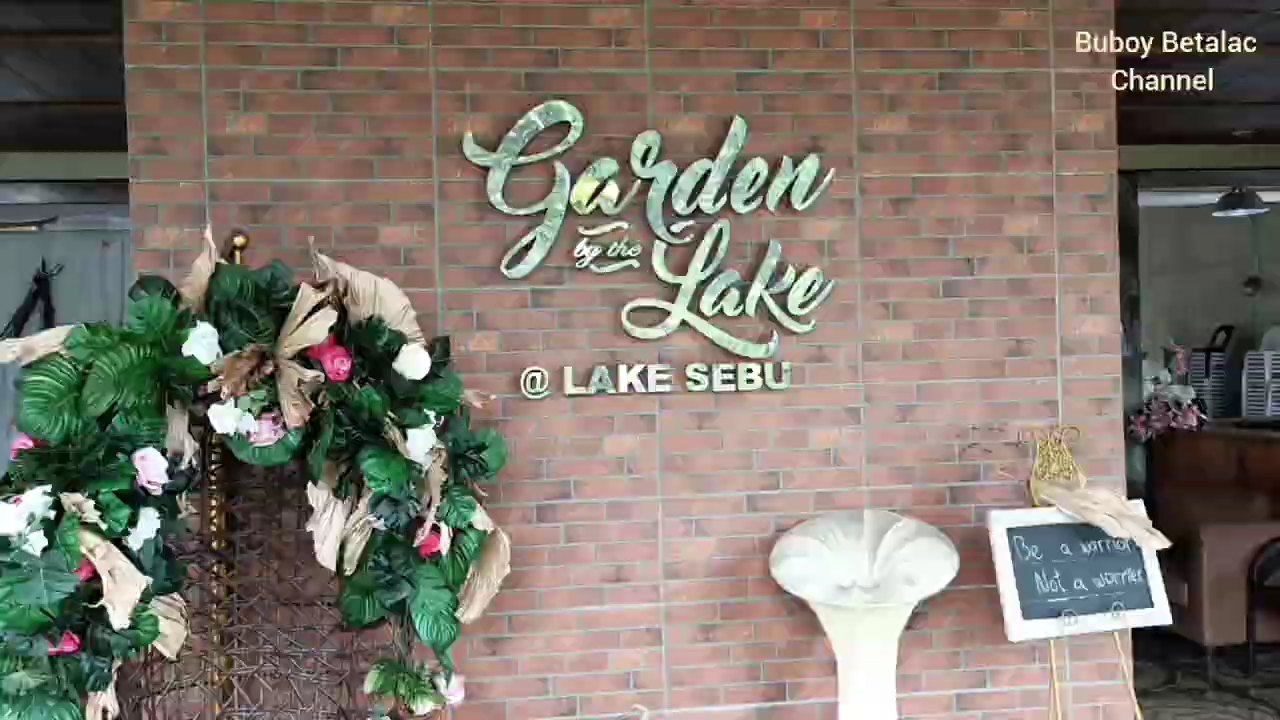 Buboy Betalac
Channel
Garden
by the
Lake
@ LAKE SEBU
Be a warrior
Not a worrier